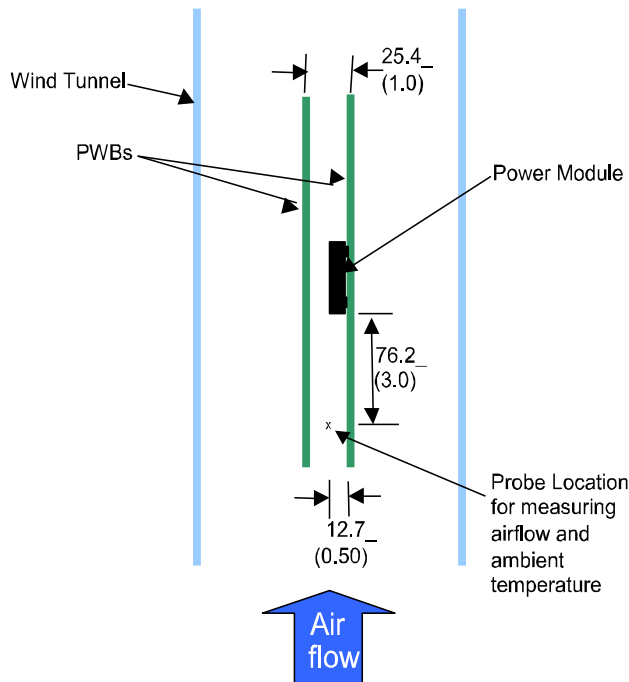 25.4_
(1.0)
Wind Tunnel
PWBs
Power Module
76.2_
(3.0)
x
Probe Location
for measuring
airflow and
ambient
temperature
12.7_
(0.50)
Air
flow